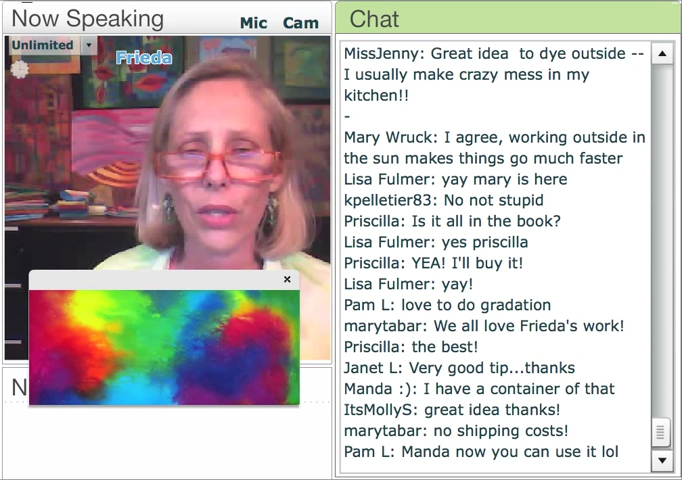 Now Speaking
Mic Cam
Unlimited
Frieda
N
Chat
MissJenny: Great idea  to dye outside --
I usually make crazy mess in my
kitchen!!
-
Mary Wruck: I agree, working outside in
the sun makes things go much faster
Lisa Fulmer: yay mary is here
kpelletier83: No not stupid
Priscilla: Is it all in the book?
Lisa Fulmer: yes priscilla
Priscilla: YEA! I'll buy it!
Lisa Fulmer: yay!
Pam L: love to do gradation
marytabar: We all love Frieda's work!
Priscilla: the best!
Janet L: Very good tip...thanks
Manda :): I have a container of that
ItsMollyS: great idea thanks!
marytabar: no shipping costs!
Pam L: Manda now you can use it lol